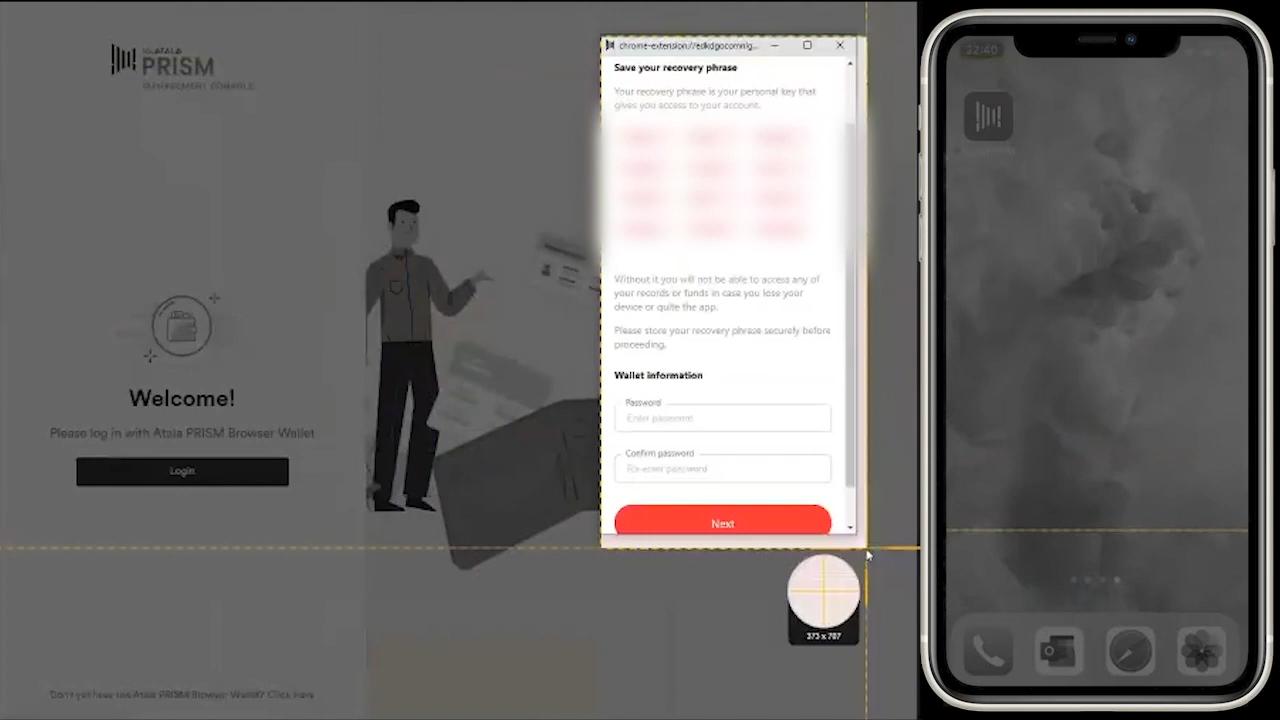 ATALA
PRISM
MANAGEMENT CONSOLE
Welcome!
Please log in with Atala PRISM Browser Wallet
Login
Don't yet have the Atala PRISM Browser Wallet? Click here
Save your recovery phrase
Your recovery phrase is your personal key that
gives you access to your account.
Without it you will not be able to access any of
your records or funds in case you lose your
device or quite the app.
Please store your recovery phrase securely before
proceeding.
Wallet information
Password
Enter password
Confirm password
Re-enter password
Next
373 x 707
22:40